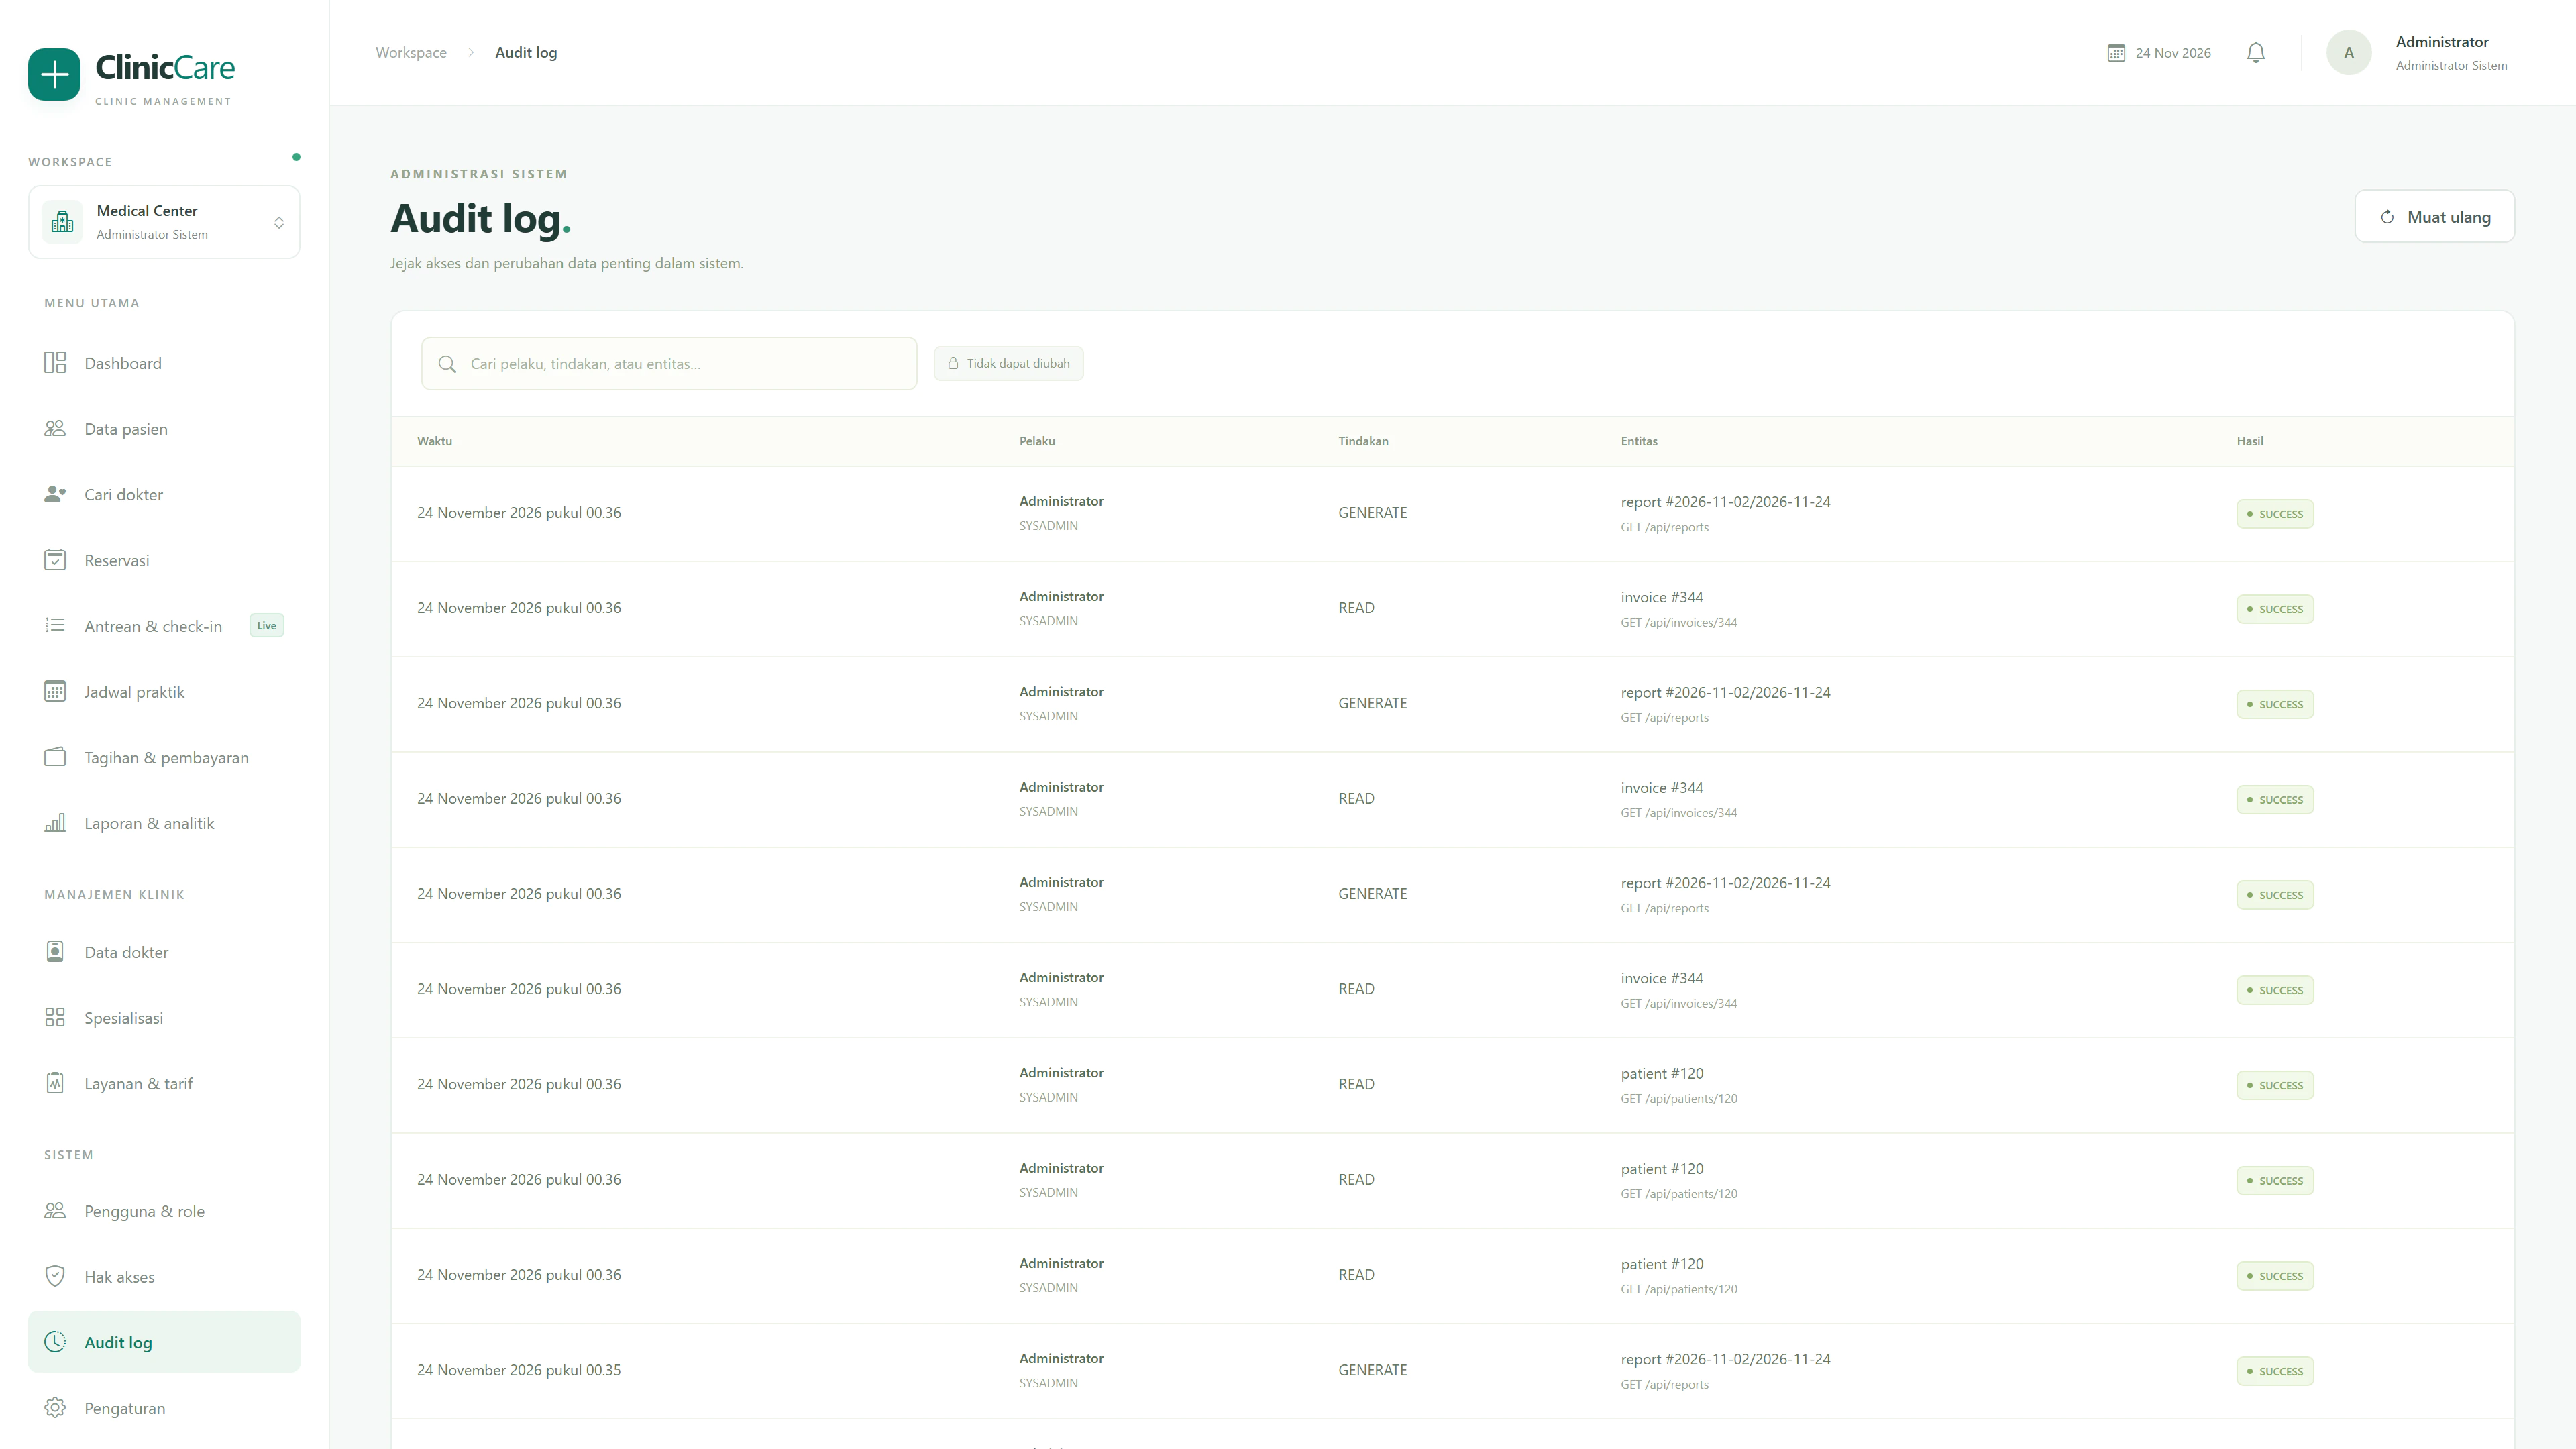 ClinicCare
CLINIC MANAGEMENT
WORKSPACE
Medical Center
Administrator Sistem
MENU UTAMA
Dashboard
Data pasien
Cari dokter
Reservasi
Antrean & check-in Live
Jadwal praktik
Tagihan & pembayaran
Laporan & analitik
MANAJEMEN KLINIK
Data dokter
Spesialisasi
Layanan & tarif
SISTEM
Pengguna & role
Hak akses
Audit log
Pengaturan
Workspace Audit log
24 Nov 2026
A
Administrator
Administrator Sistem
ADMINISTRASI SISTEM
Audit log.
Jejak akses dan perubahan data penting dalam sistem.
Muat ulang
Cari pelaku, tindakan, atau entitas...
Tidak dapat diubah
Waktu Pelaku Tindakan Entitas Hasil
24 November 2026 pukul 00.36 Administrator GENERATE report #2026-11-02/2026-11-24 SUCCESS
SYSADMIN GET /api/reports
24 November 2026 pukul 00.36 Administrator READ invoice #344 SUCCESS
SYSADMIN GET /api/invoices/344
24 November 2026 pukul 00.36 Administrator GENERATE report #2026-11-02/2026-11-24 SUCCESS
SYSADMIN GET /api/reports
24 November 2026 pukul 00.36 Administrator READ invoice #344 SUCCESS
SYSADMIN GET /api/invoices/344
24 November 2026 pukul 00.36 Administrator GENERATE report #2026-11-02/2026-11-24 SUCCESS
SYSADMIN GET /api/reports
24 November 2026 pukul 00.36 Administrator READ invoice #344 SUCCESS
SYSADMIN GET /api/invoices/344
24 November 2026 pukul 00.36 Administrator READ patient #120 SUCCESS
SYSADMIN GET /api/patients/120
24 November 2026 pukul 00.36 Administrator READ patient #120 SUCCESS
SYSADMIN GET /api/patients/120
24 November 2026 pukul 00.36 Administrator READ patient #120 SUCCESS
SYSADMIN GET /api/patients/120
24 November 2026 pukul 00.35 Administrator GENERATE report #2026-11-02/2026-11-24 SUCCESS
SYSADMIN GET /api/reports